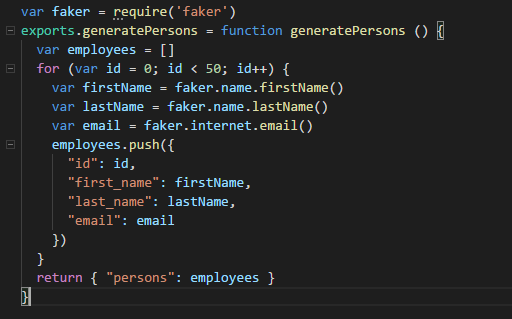 var faker = require('faker')
exports.generatePersons = function generatePersons () {
  var employees = []
  for (var id = 0; id < 50; id++) {
    var firstName = faker.name.firstName()
    var lastName = faker.name.lastName()
    var email = faker.internet.email()
    employees.push({
      "id": id,
      "first_name": firstName,
      "last_name": lastName,
      "email": email
    })
  }
  return { "persons": employees }
}